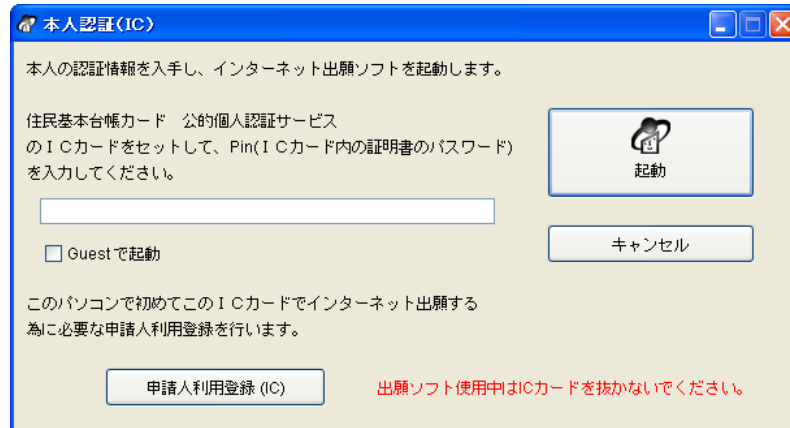 本人認証(IC)
本人の認証情報を入手し、インターネット出願ソフトを起動します。
住民基本台帳カード　公的個人認証サービス
のＩＣカードをセットして、Pin(ＩＣカード内の証明書のパスワード)
を入力してください。
起動
Guestで起動
キャンセル
このパソコンで初めてこのＩＣカードでインターネット出願する
為に必要な申請人利用登録を行います。
申請人利用登録 (IC)
出願ソフト使用中はICカードを抜かないでください。